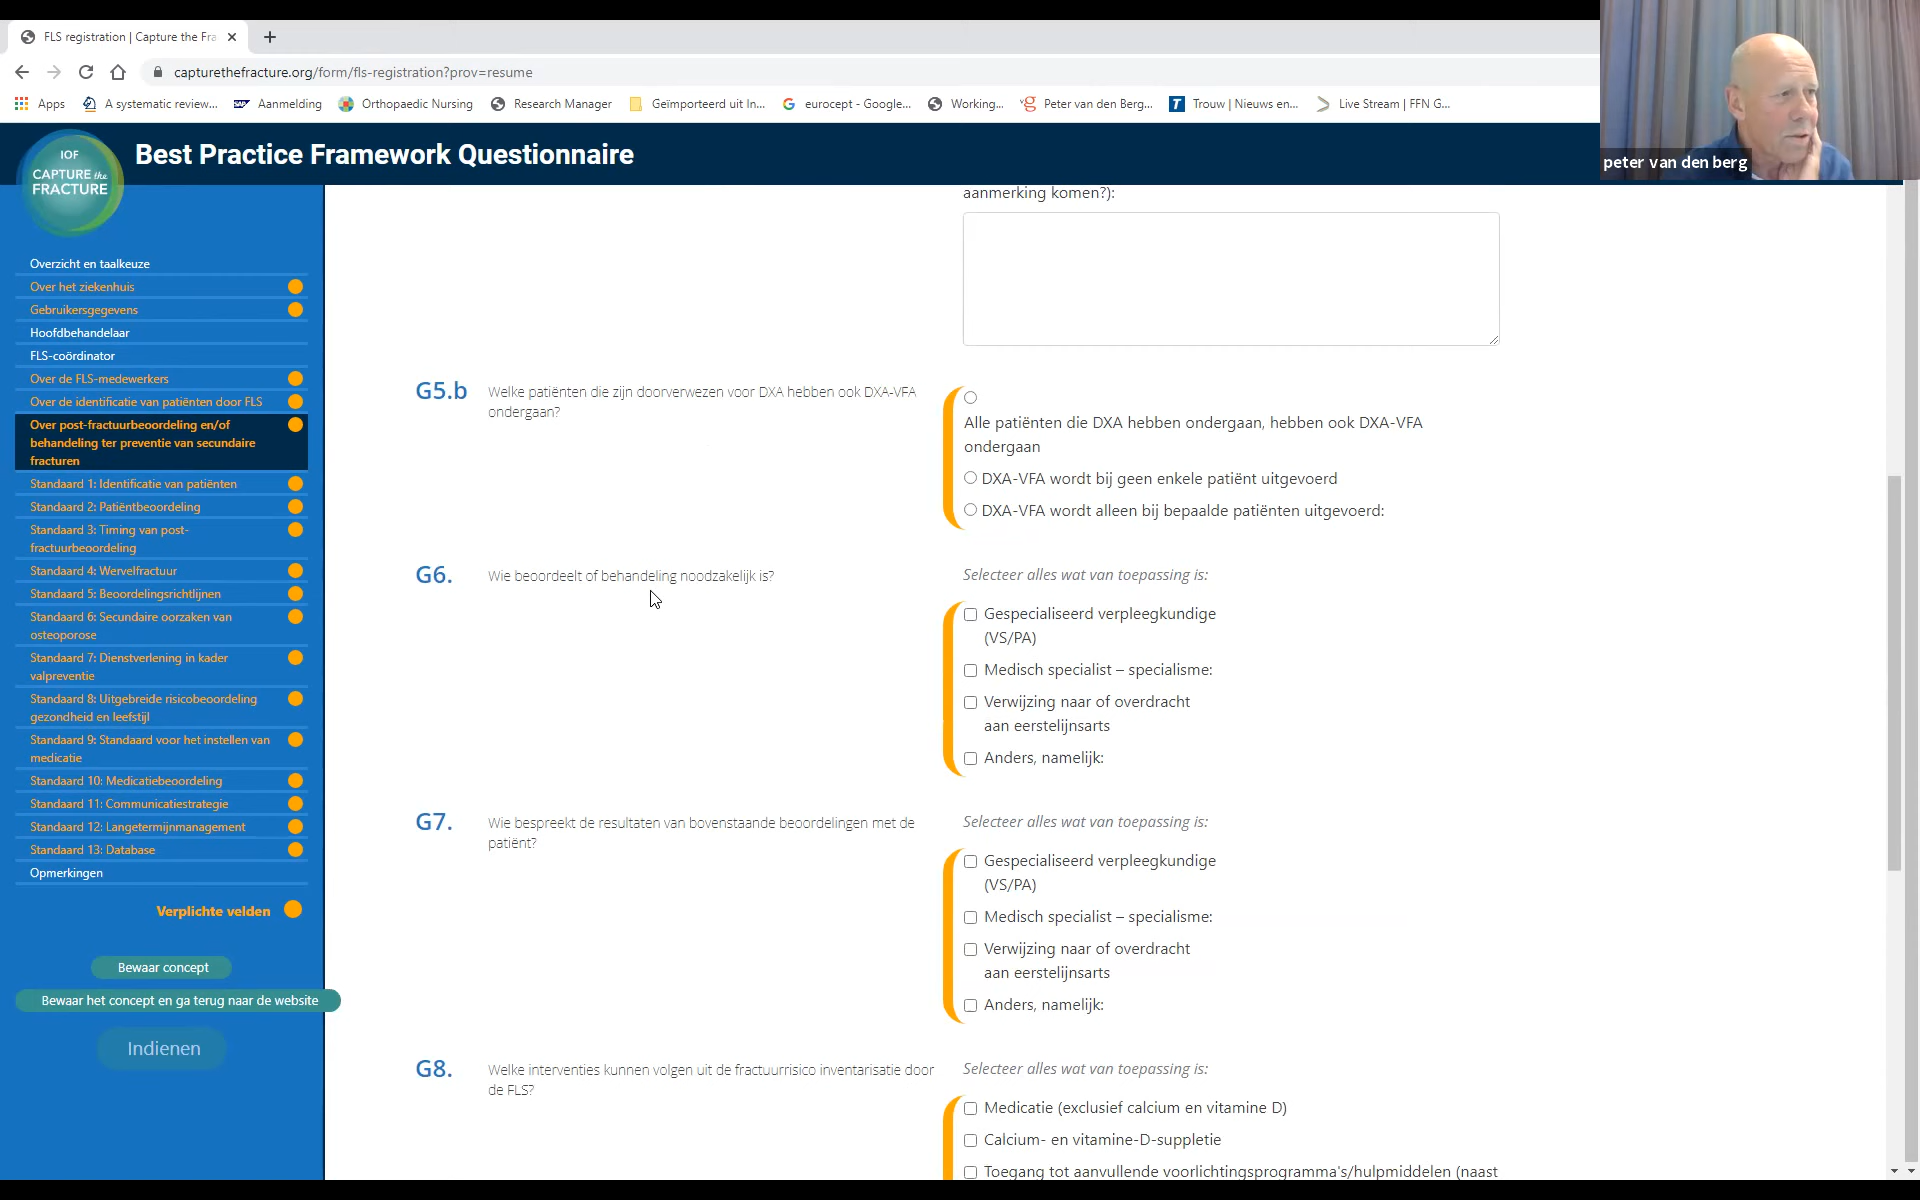 FLS registration | Capture the Fra
capturethefracture.org/form/fls-registration?prov=resume
Apps
A systematic review...
Aanmelding
Orthopaedic Nursing
Research Manager
Geïmporteerd uit In...
eurocept - Google...
Working...
Peter van den Berg...
Trouw | Nieuws en...
Live Stream | FFN G...
peter van den berg
IOF
CAPTURE the
FRACTURE
Best Practice Framework Questionnaire
Overzicht en taalkeuze
Over het ziekenhuis
Gebruikersgegevens
Hoofdbehandelaar
FLS-coördinator
Over de FLS-medewerkers
Over de identificatie van patiënten door FLS
Over post-fractuurbeoordeling en/of
behandeling ter preventie van secundaire
fracturen
Standaard 1: Identificatie van patiënten
Standaard 2: Patiëntbeoordeling
Standaard 3: Timing van post-
fractuurbeoordeling
Standaard 4: Wervelfractuur
Standaard 5: Beoordelingsrichtlijnen
Standaard 6: Secundaire oorzaken van
osteoporose
Standaard 7: Dienstverlening in kader
valpreventie
Standaard 8: Uitgebreide risicobeoordeling
gezondheid en leefstijl
Standaard 9: Standaard voor het instellen van
medicatie
Standaard 10: Medicatiebeoordeling
Standaard 11: Communicatiestrategie
Standaard 12: Langetermijnmanagement
Standaard 13: Database
Opmerkingen
Verplichte velden
Bewaar concept
Bewaar het concept en ga terug naar de website
Indienen
aanmerking komen?):
G5.b
Welke patiënten die zijn doorverwezen voor DXA hebben ook DXA-VFA
ondergaan?
Alle patiënten die DXA hebben ondergaan, hebben ook DXA-VFA
ondergaan
DXA-VFA wordt bij geen enkele patiënt uitgevoerd
DXA-VFA wordt alleen bij bepaalde patiënten uitgevoerd:
G6.
Wie beoordeelt of behandeling noodzakelijk is?
Selecteer alles wat van toepassing is:
Gespecialiseerd verpleegkundige
(VS/PA)
Medisch specialist – specialisme:
Verwijzing naar of overdracht
aan eerstelijnsarts
Anders, namelijk:
G7.
Wie bespreekt de resultaten van bovenstaande beoordelingen met de
patiënt?
Selecteer alles wat van toepassing is:
Gespecialiseerd verpleegkundige
(VS/PA)
Medisch specialist – specialisme:
Verwijzing naar of overdracht
aan eerstelijnsarts
Anders, namelijk:
G8.
Welke interventies kunnen volgen uit de fractuurrisico inventarisatie door
de FLS?
Selecteer alles wat van toepassing is:
Medicatie (exclusief calcium en vitamine D)
Calcium- en vitamine-D-suppletie
Toegang tot aanvullende voorlichtingsprogramma's/hulpmiddelen (naast